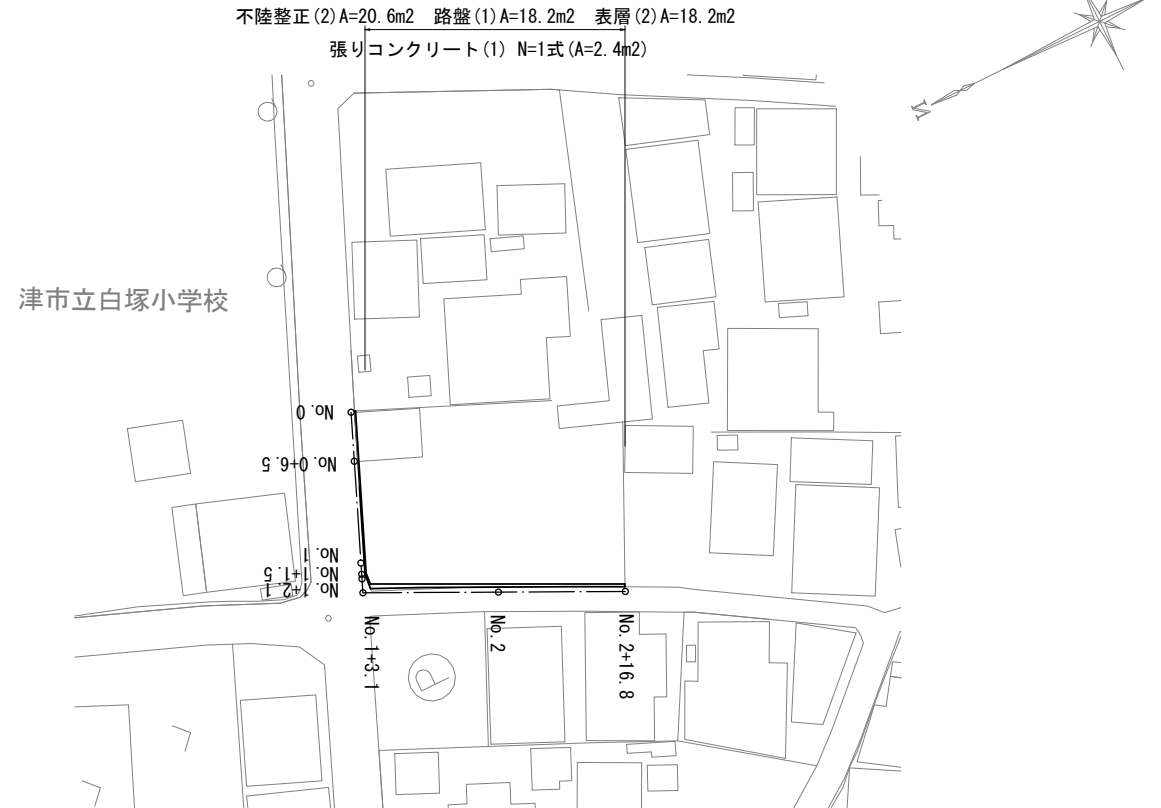 不陸整正(2)A=20.6m2 路盤(1)A=18.2m2 表層(2)A=18.2m2
張りコンクリート(1) N=1式(A=2.4m2)
N
津市立白塚小学校
No.0
No.0+6.5
No.1
No.1+1.5
No.1+2.1
No.1+3.1
No.2
No.2+16.8
P